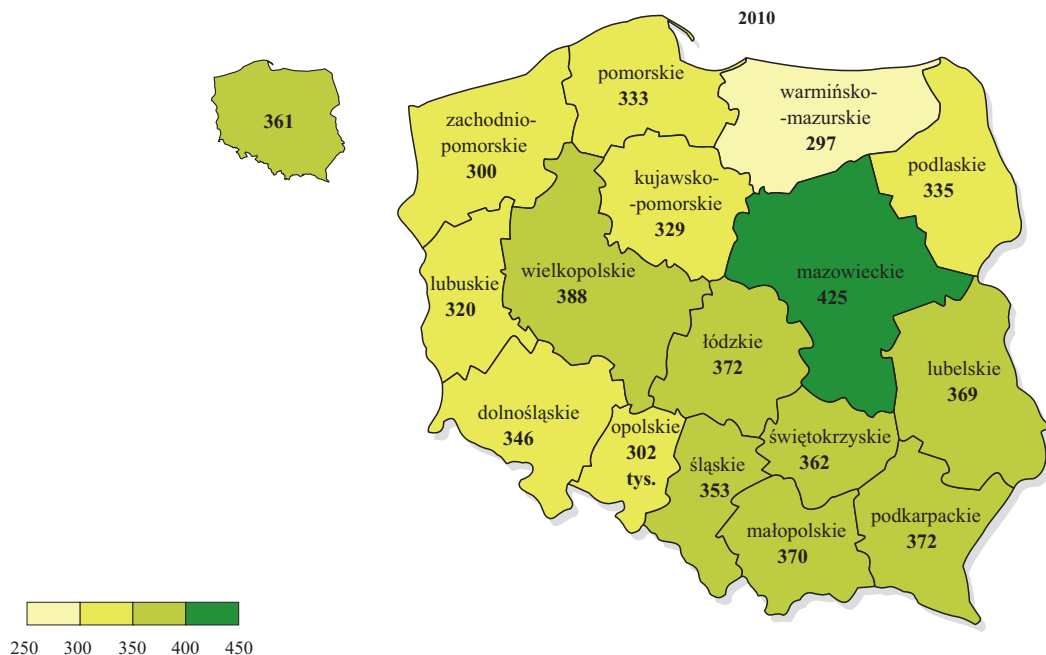 2010
361
pomorskie
333
warmińsko-
-mazurskie
297
zachodnio-
pomorskie
300
podlaskie
335
kujawsko-
-pomorskie
329
wielkopolskie
388
mazowieckie
425
lubuskie
320
łódzkie
372
lubelskie
369
dolnośląskie
346
opolskie
302
tys.
śląskie
353
świętokrzyskie
362
małopolskie
370
podkarpackie
372
250 300 350 400 450